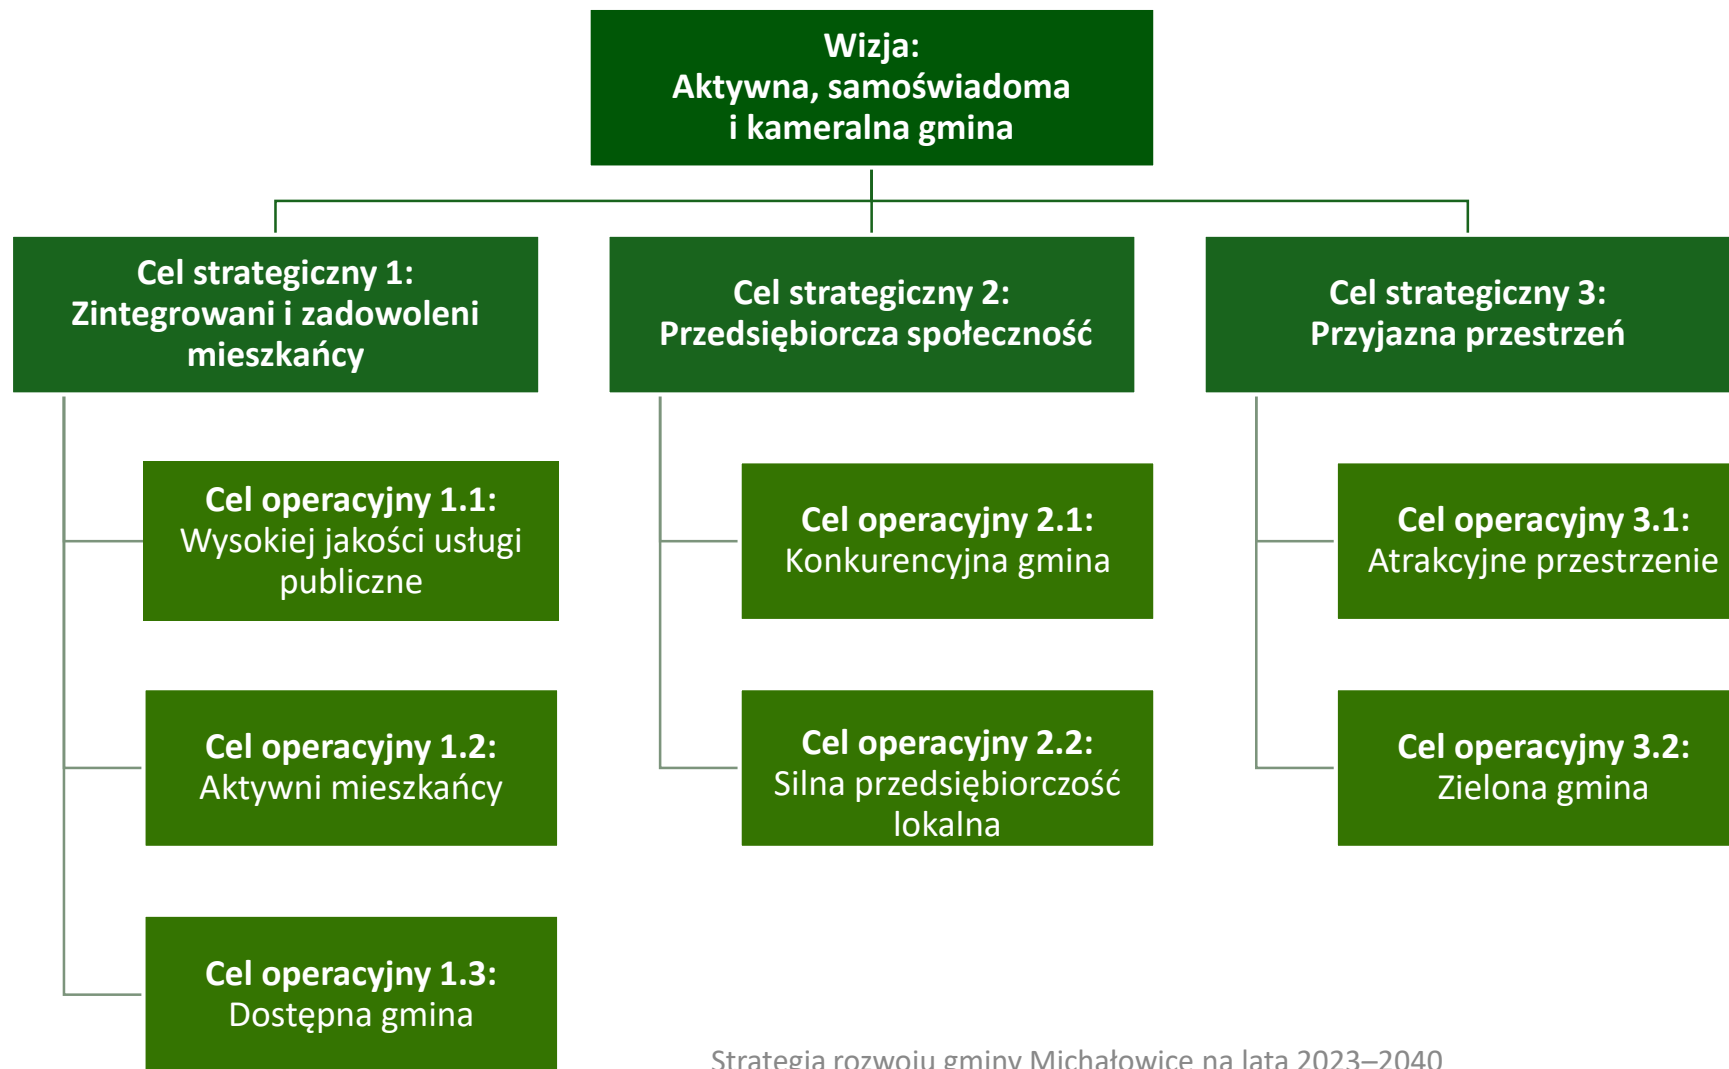 Wizja:
Aktywna, samoświadoma
i kameralna gmina
Cel strategiczny 1:
Zintegrowani i zadowoleni
mieszkańcy
Cel operacyjny 1.1:
Wysokiej jakości usługi
publiczne
Cel operacyjny 1.2:
Aktywni mieszkańcy
Cel operacyjny 1.3:
Dostępna gmina
Cel strategiczny 2:
Przedsiębiorcza społeczność
Cel operacyjny 2.1:
Konkurencyjna gmina
Cel operacyjny 2.2:
Silna przedsiębiorczość
lokalna
Cel strategiczny 3:
Przyjazna przestrzeń
Cel operacyjny 3.1:
Atrakcyjne przestrzenie
Cel operacyjny 3.2:
Zielona gmina
Strategia rozwoju gminy Michałowice na lata 2023–2040